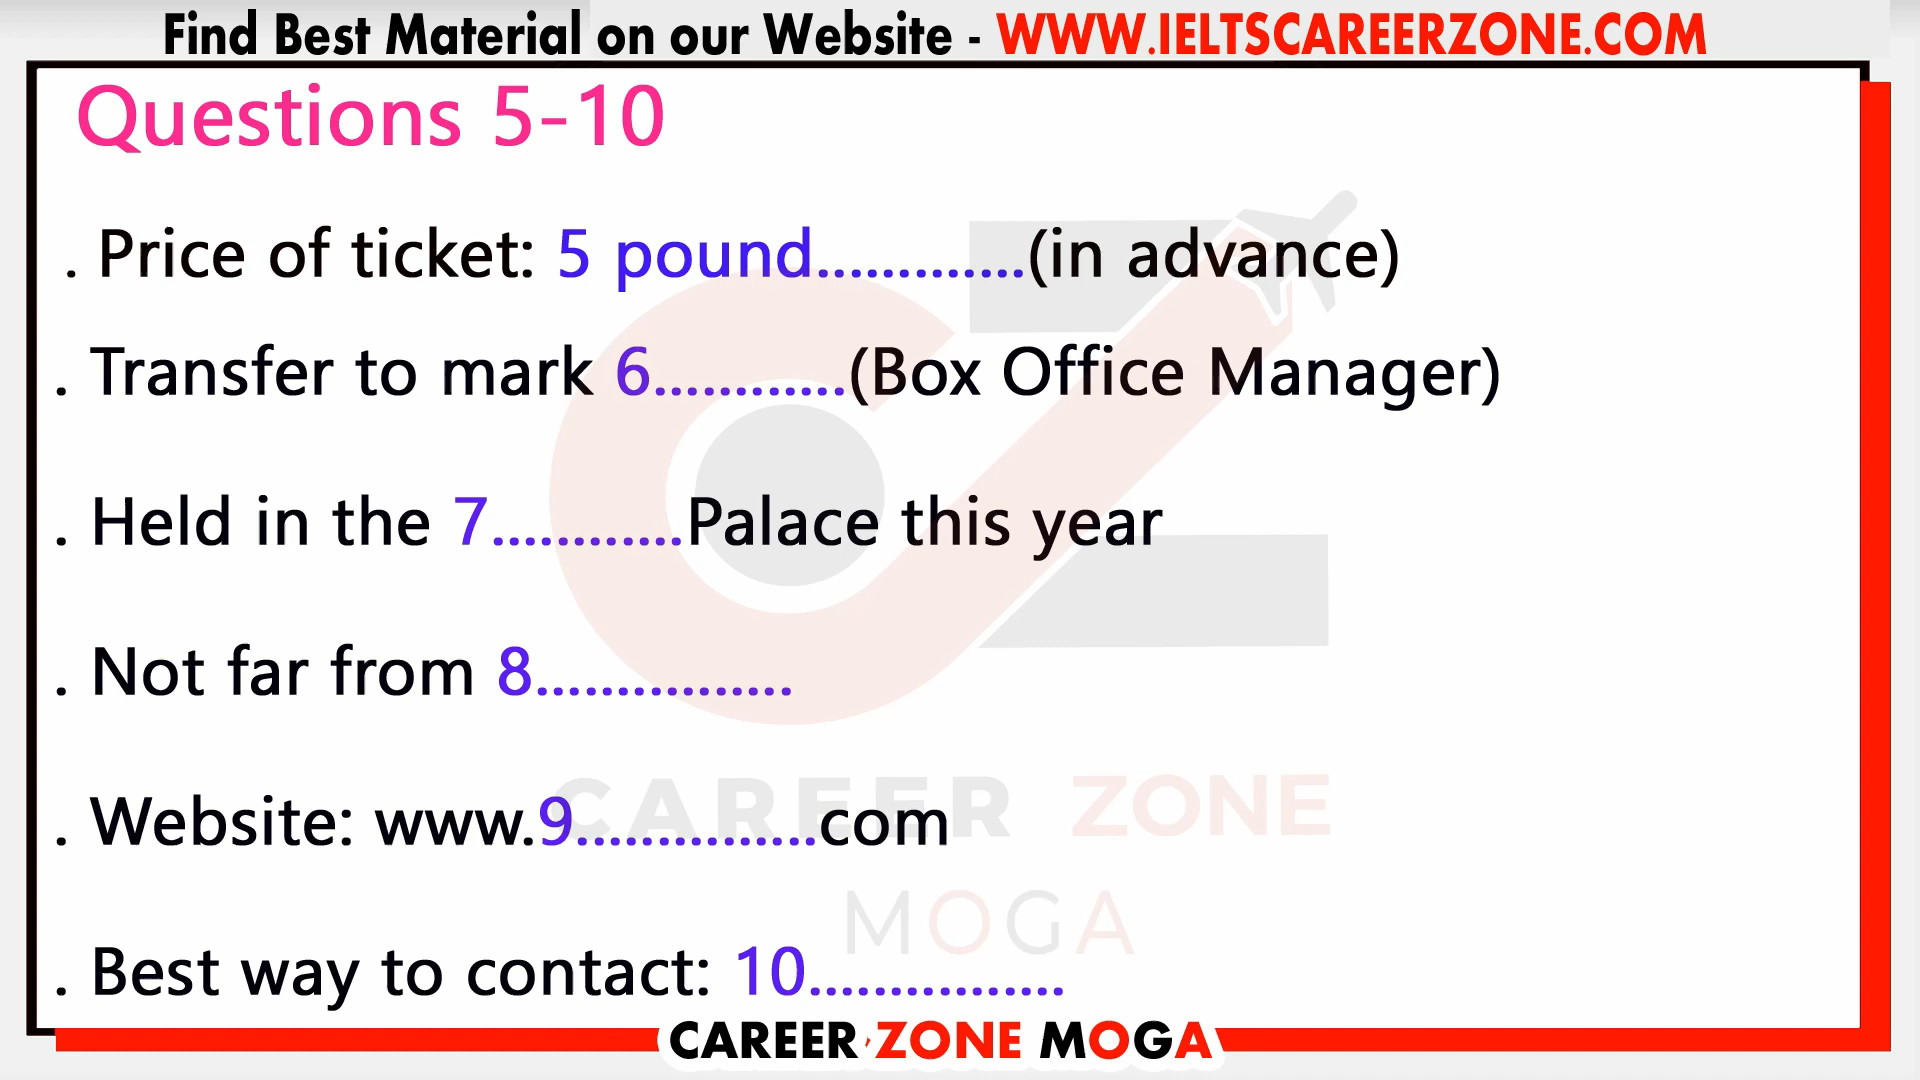 Find Best Material on our Website - WWW.IELTSCAREERZONE.COM
Questions 5-10
. Price of ticket: 5 pound.............(in advance)
. Transfer to mark 6............(Box Office Manager)
. Held in the 7............Palace this year
. Not far from 8................
CAREER ZONE
. Website: www.9...............com
MOGA
. Best way to contact: 10................
CAREER ZONE MOGA